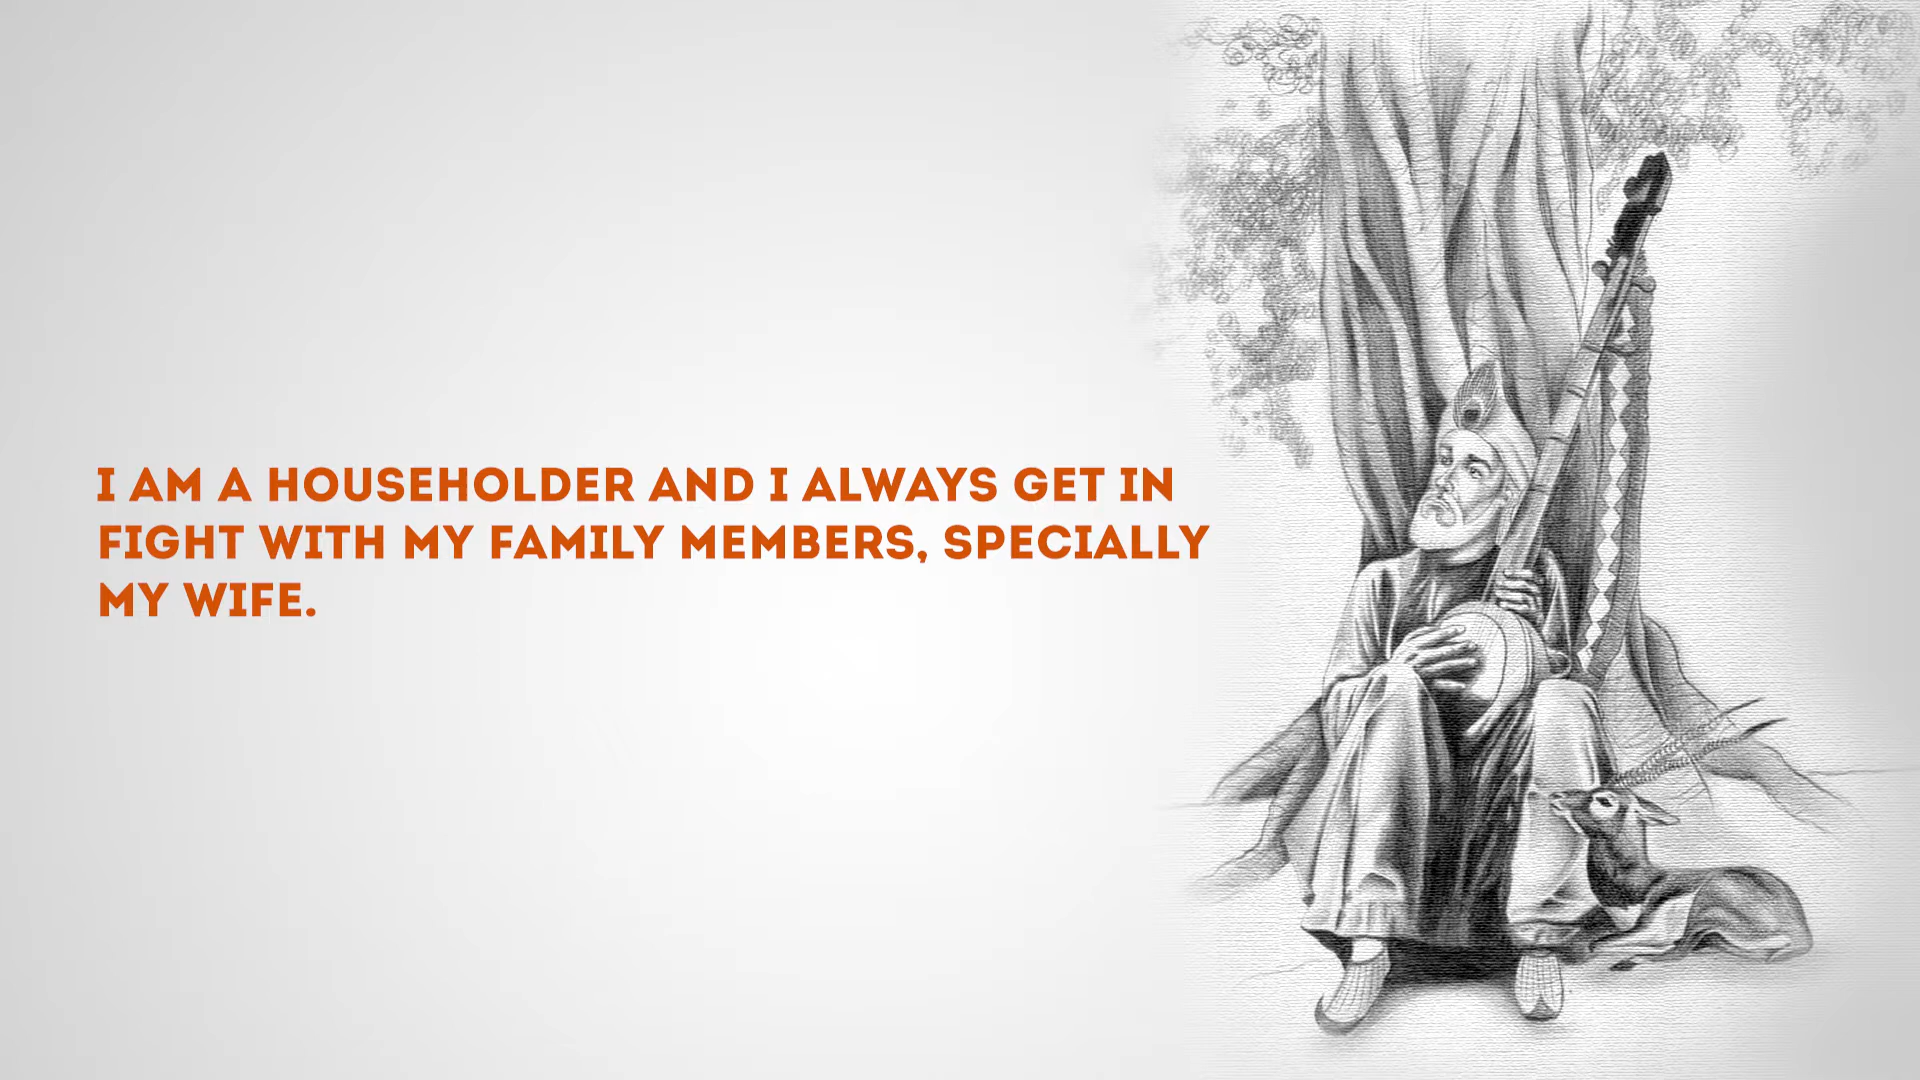 I AM A HOUSEHOLDER AND I ALWAYS GET IN
FIGHT WITH MY FAMILY MEMBERS, SPECIALLY
MY WIFE.